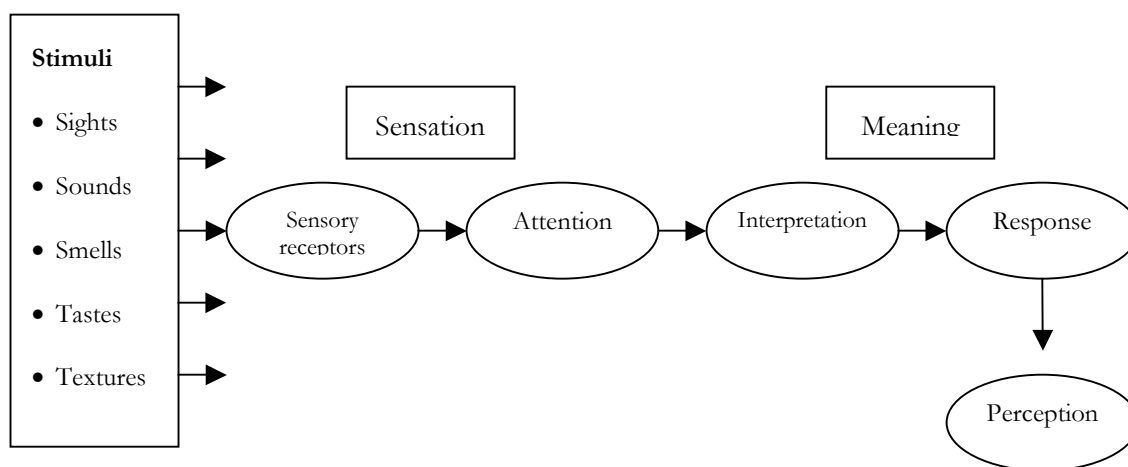 Stimuli
• Sights
• Sounds
• Smells
• Tastes
• Textures
Sensation
Meaning
Sensory
receptors
Attention
Interpretation
Response
Perception